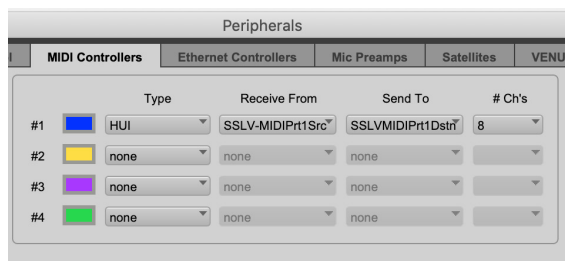 Peripherals
I MIDI Controllers Ethernet Controllers Mic Preamps Satellites VENU
Type Receive From Send To # Ch's
#1 HUI SSLV-MIDIPrt1Src SSLVMIDIPrt1Dstn 8
#2 none none none
#3 none none none
#4 none none none